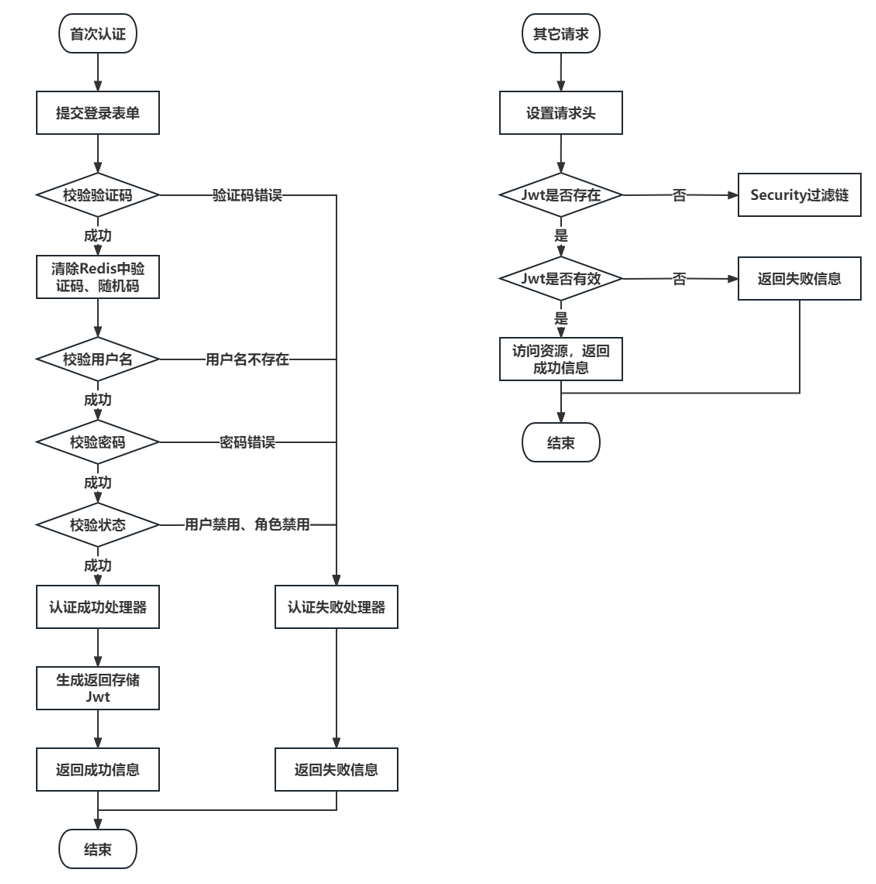 首次认证
提交登录表单
校验验证码
验证码错误
成功
清除Redis中验
证码、随机码
校验用户名
用户名不存在
成功
校验密码
密码错误
成功
校验状态
用户禁用、角色禁用
成功
认证成功处理器
认证失败处理器
生成返回存储
Jwt
返回成功信息
返回失败信息
结束
其它请求
设置请求头
Jwt是否存在
否
Security过滤链
是
Jwt是否有效
否
返回失败信息
是
访问资源，返回
成功信息
结束